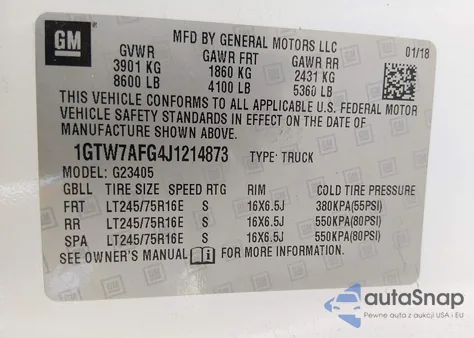 GM
MFD BY GENERAL MOTORS LLC 01/18
GVWR GAWR FRT GAWR RR
3901 KG 1860 KG 2431 KG
8600 LB 4100 LB 5360 LB
THIS VEHICLE CONFORMS TO ALL APPLICABLE U.S. FEDERAL MOTOR
VEHICLE SAFETY STANDARDS IN EFFECT ON THE DATE OF
MANUFACTURE SHOWN ABOVE.
1GTW7AFG4J1214873 TYPE: TRUCK
MODEL: G23405
GBLL TIRE SIZE SPEED RTG RIM COLD TIRE PRESSURE
FRT LT245/75R16E S 16X6.5J 380KPA(55PSI)
RR LT245/75R16E S 16X6.5J 550KPA(80PSI)
SPA LT245/75R16E S 16X6.5J 550KPA(80PSI)
SEE OWNER'S MANUAL FOR MORE INFORMATION.
autoSnap
Pewne auta z aukcji USA i EU